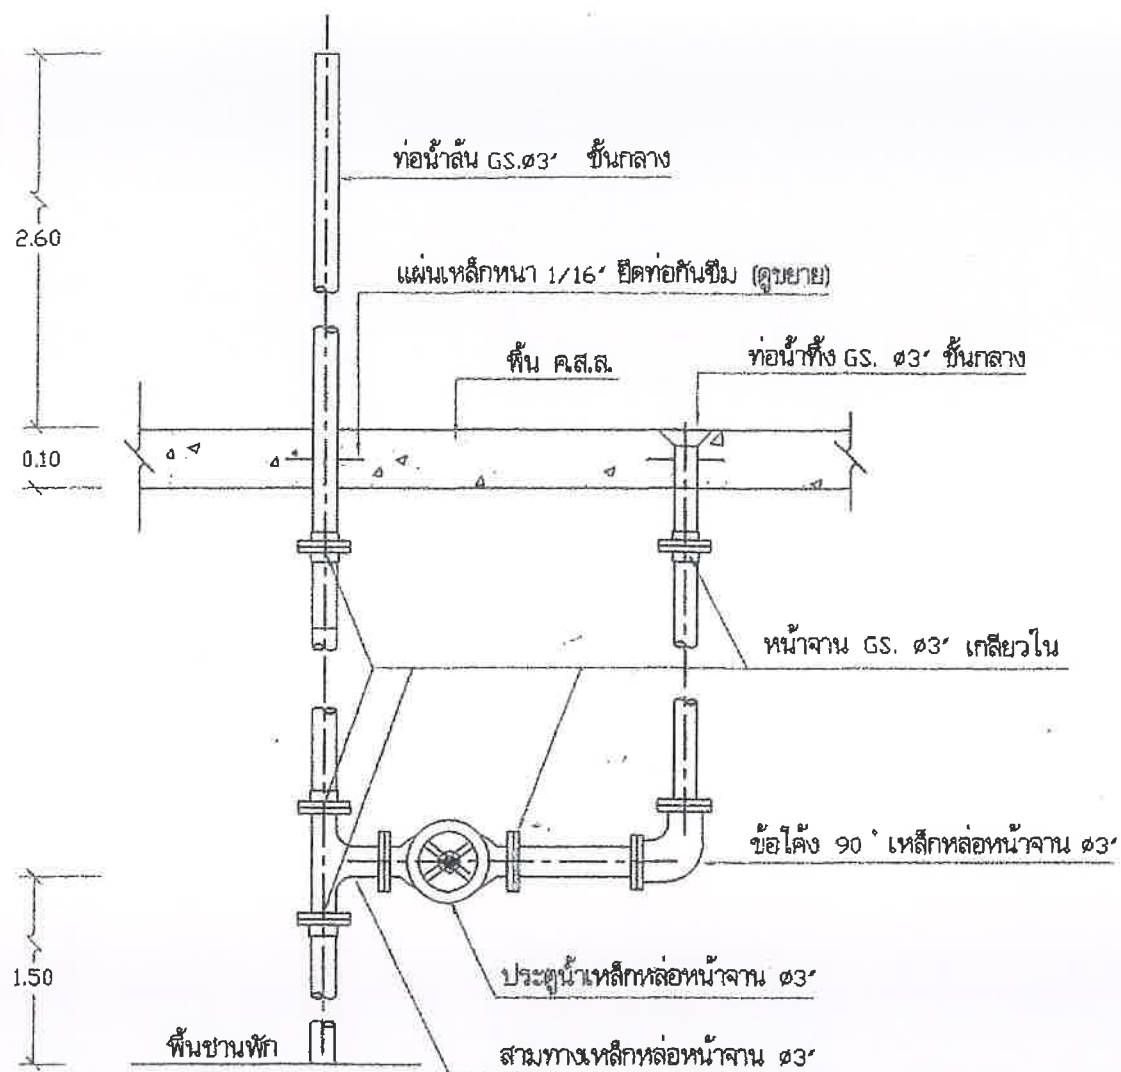 ท่อน้ำล้น GS.ø3" ชั้นกลาง
2.60
แผ่นเหล็กหนา 1/16" ยึดท่อกันซึม (ดูขยาย)
พื้น ค.ส.ล.
ท่อน้ำทิ้ง GS. ø3" ชั้นกลาง
0.10
หน้าจาน GS. ø3" เกลียวใน
ข้อโค้ง 90° เหล็กหล่อหน้าจาน ø3"
1.50
ประตูน้ำเหล็กหล่อหน้าจาน ø3"
พื้นชานพัก
สามทางเหล็กหล่อหน้าจาน ø3"